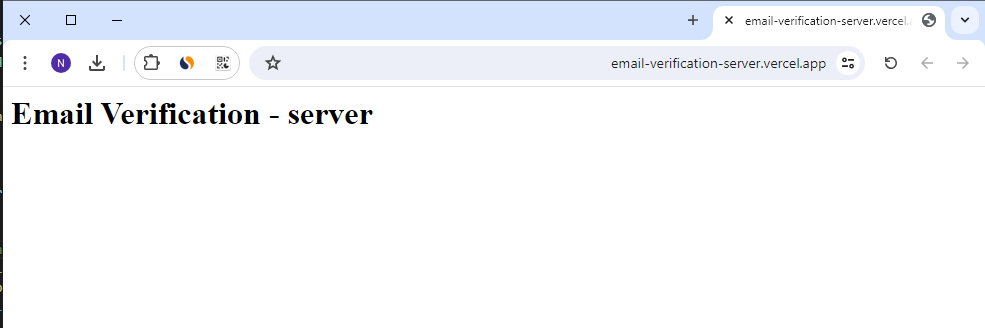 email-verification-server.vercel.a
N
email-verification-server.vercel.app
Email Verification - server